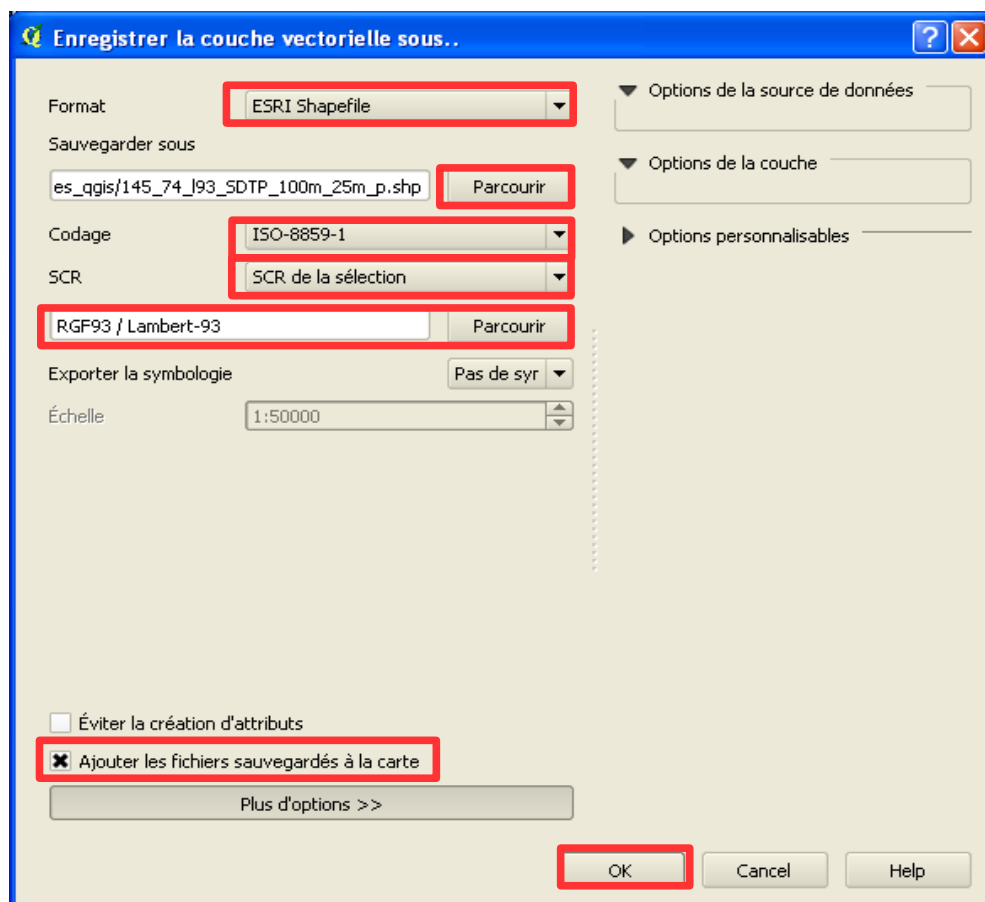 Enregistrer la couche vectorielle sous..
Format ESRI Shapefile
Sauvegarder sous
es_qgis/145_74_l93_SDTP_100m_25m_p.shp Parcourir
Codage ISO-8859-1
SCR SCR de la sélection
RGF93 / Lambert-93 Parcourir
Exporter la symbologie Pas de syr
Échelle 1:50000
Éviter la création d'attributs
Ajouter les fichiers sauvegardés à la carte
Plus d'options >>
Options de la source de données
Options de la couche
Options personnalisables
OK Cancel Help